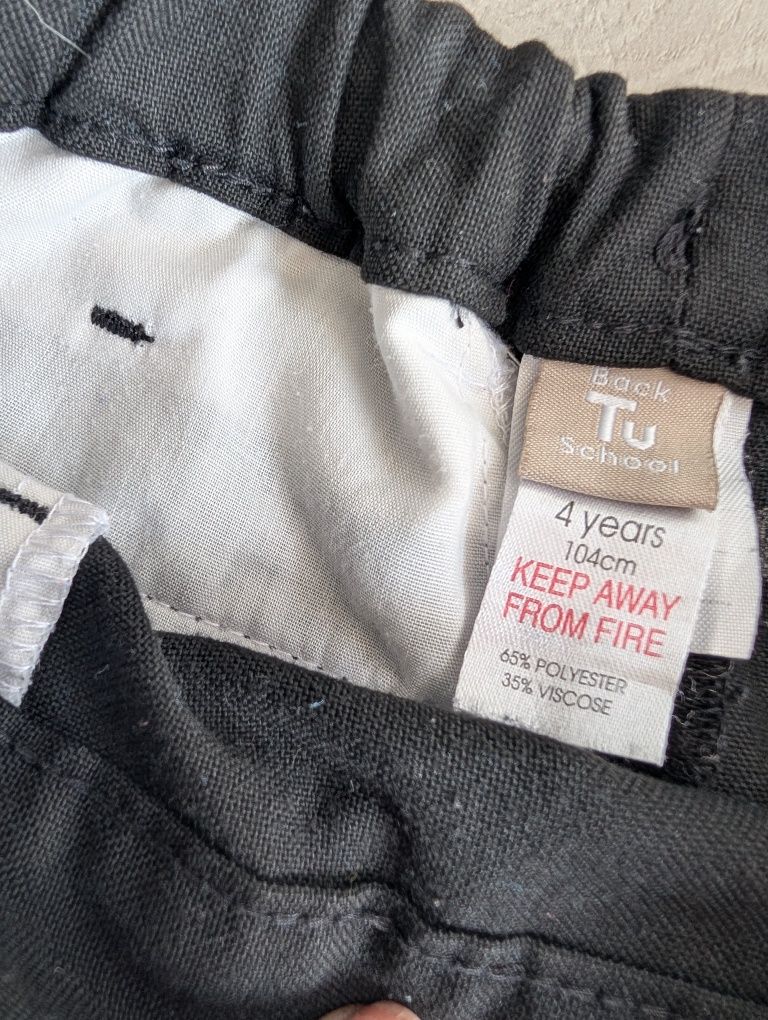 Back
Tu
School
4 years
104cm
KEEP AWAY
FROM FIRE
65% POLYESTER
35% VISCOSE